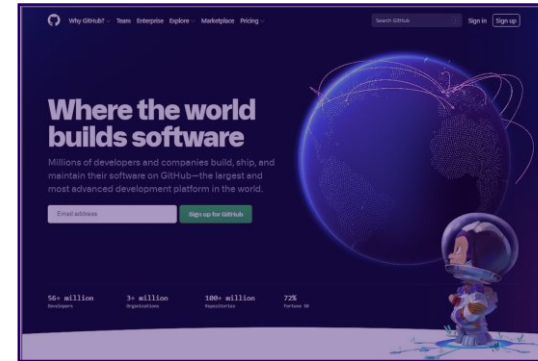 Why GitHub? Team Enterprise Explore Marketplace Pricing Search GitHub / Sign in Sign up
Where the world
builds software
Millions of developers and companies build, ship, and
maintain their software on GitHub—the largest and
most advanced development platform in the world.
Email address Sign up for GitHub
56+ million 3+ million 100+ million 72%
Developers Organizations Repositories Fortune 50